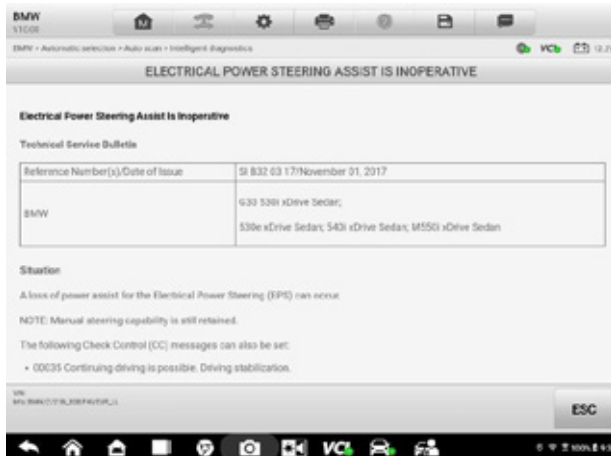 BMW
BMW > Automatic selection > Auto scan > Intelligent diagnostics
VCI
ELECTRICAL POWER STEERING ASSIST IS INOPERATIVE
Electrical Power Steering Assist Is Inoperative
Technical Service Bulletin
Reference Number(s)/Date of Issue
SI B32 03 17/November 01, 2017
BMW
G30 530i xDrive Sedan;
530e xDrive Sedan; 540i xDrive Sedan; M550i xDrive Sedan
Situation
A loss of power assist for the Electrical Power Steering (EPS) can occur.
NOTE: Manual steering capability is still retained.
The following Check Control (CC) messages can also be set:
• 00035 Continuing driving is possible. Driving stabilization.
ESC
VCI